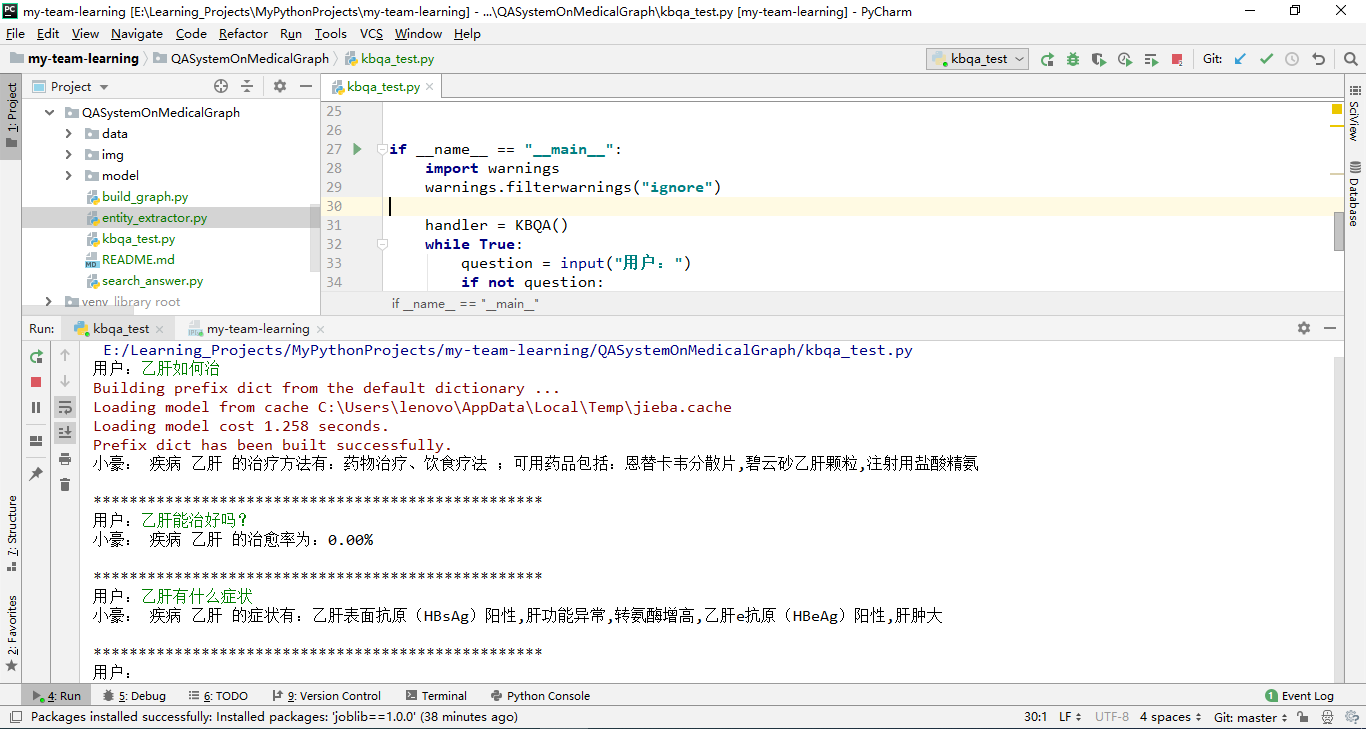 my-team-learning [E:\Learning_Projects\MyPythonProjects\my-team-learning] - ...\QASystemOnMedicalGraph\kbqa_test.py [my-team-learning] - PyCharm
File Edit View Navigate Code Refactor Run Tools VCS Window Help
my-team-learning QASystemOnMedicalGraph kbqa_test.py kbqa_test Git:
1: Project
Project
QASystemOnMedicalGraph
data
img
model
build_graph.py
entity_extractor.py
kbqa_test.py
README.md
search_answer.py
venv library root
kbqa_test.py
25
26
27 if __name__ == "__main__":
28 import warnings
29 warnings.filterwarnings("ignore")
30
31 handler = KBQA()
32 while True:
33 question = input("用户：")
34 if not question:
if __name__ == "__main__"
SciView
Database
Run: kbqa_test my-team-learning
E:/Learning_Projects/MyPythonProjects/my-team-learning/QASystemOnMedicalGraph/kbqa_test.py
用户：乙肝如何治
Building prefix dict from the default dictionary ...
Loading model from cache C:\Users\lenovo\AppData\Local\Temp\jieba.cache
Loading model cost 1.258 seconds.
Prefix dict has been built successfully.
小豪： 疾病 乙肝 的治疗方法有：药物治疗、饮食疗法 ；可用药品包括：恩替卡韦分散片,碧云砂乙肝颗粒,注射用盐酸精氨
**************************************************
用户：乙肝能治好吗?
小豪： 疾病 乙肝 的治愈率为：0.00%
**************************************************
用户：乙肝有什么症状
小豪： 疾病 乙肝 的症状有：乙肝表面抗原（HBsAg）阳性,肝功能异常,转氨酶增高,乙肝e抗原（HBeAg）阳性,肝肿大
**************************************************
用户：
7: Structure
2: Favorites
4: Run 5: Debug 6: TODO 9: Version Control Terminal Python Console 1 Event Log
Packages installed successfully: Installed packages: 'joblib==1.0.0' (38 minutes ago) 30:1 LF UTF-8 4 spaces Git: master